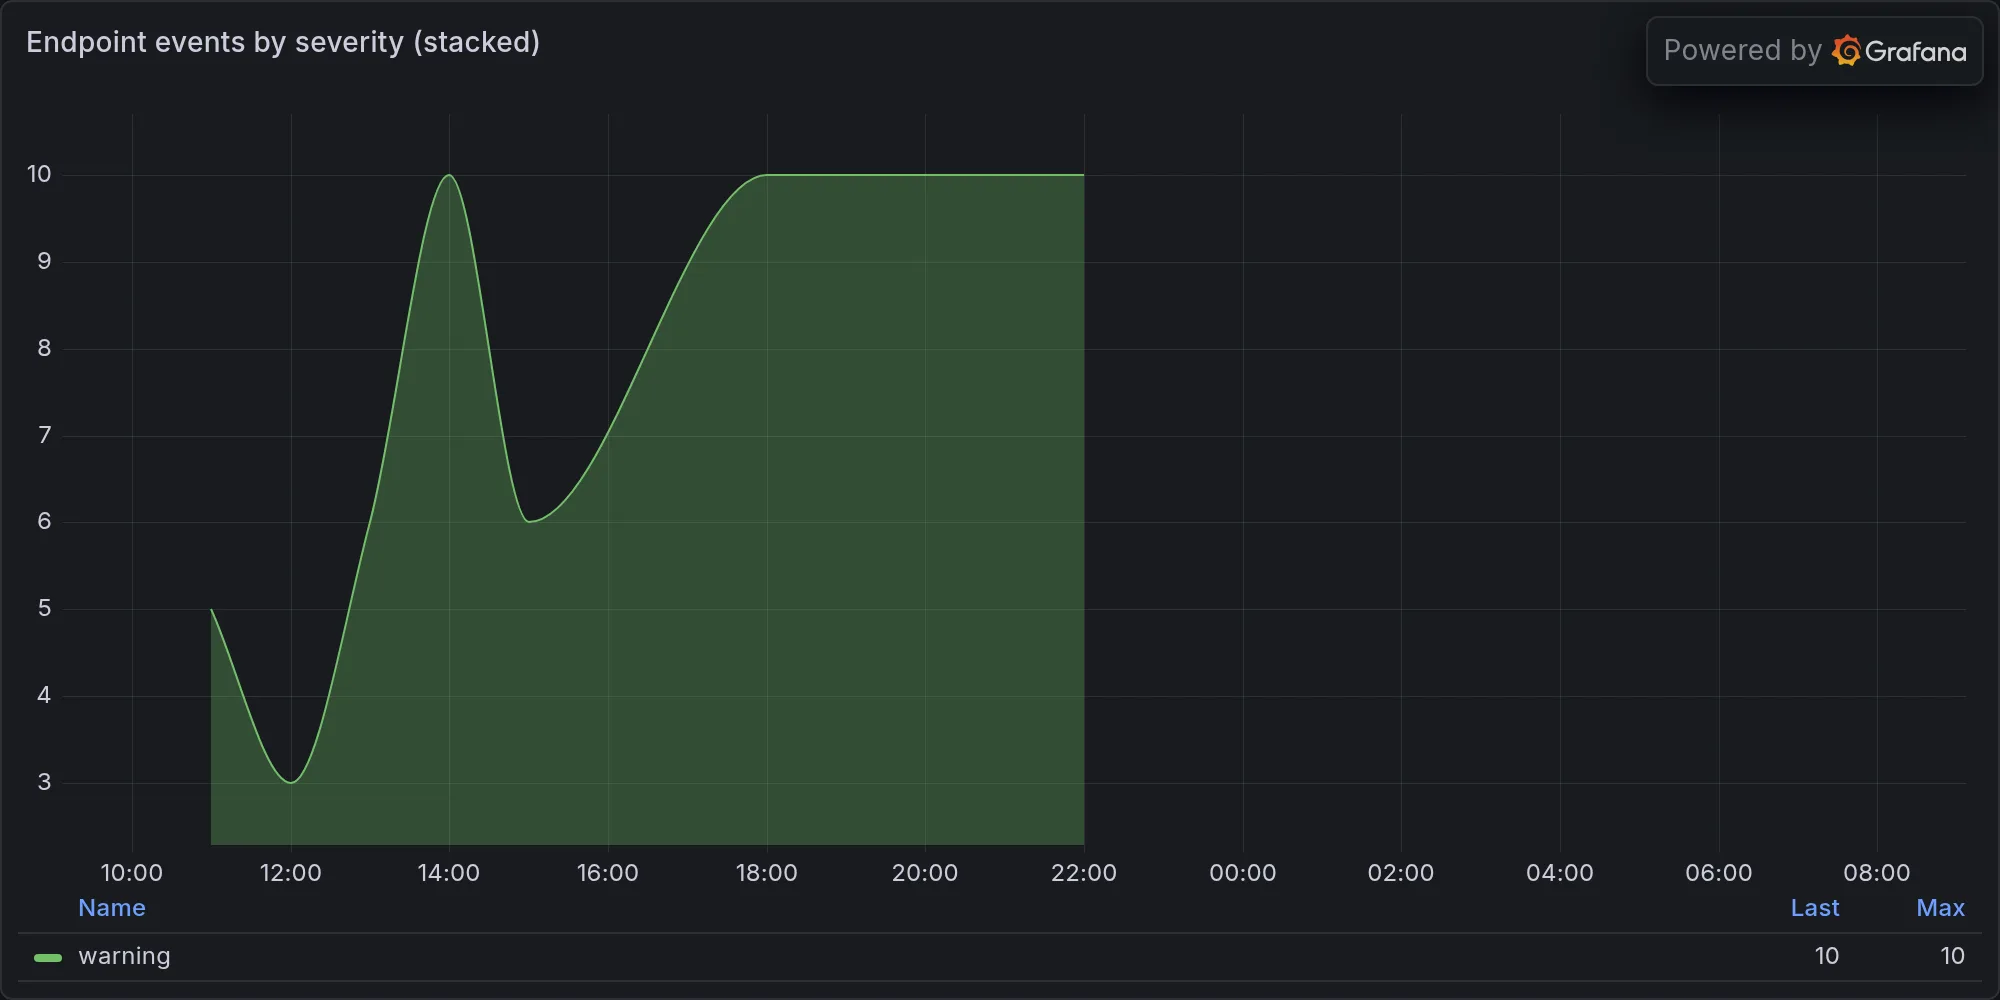 Endpoint events by severity (stacked)
Powered by Grafana
10
9
8
7
6
5
4
3
10:00 12:00 14:00 16:00 18:00 20:00 22:00 00:00 02:00 04:00 06:00 08:00
Name Last Max
warning 10 10